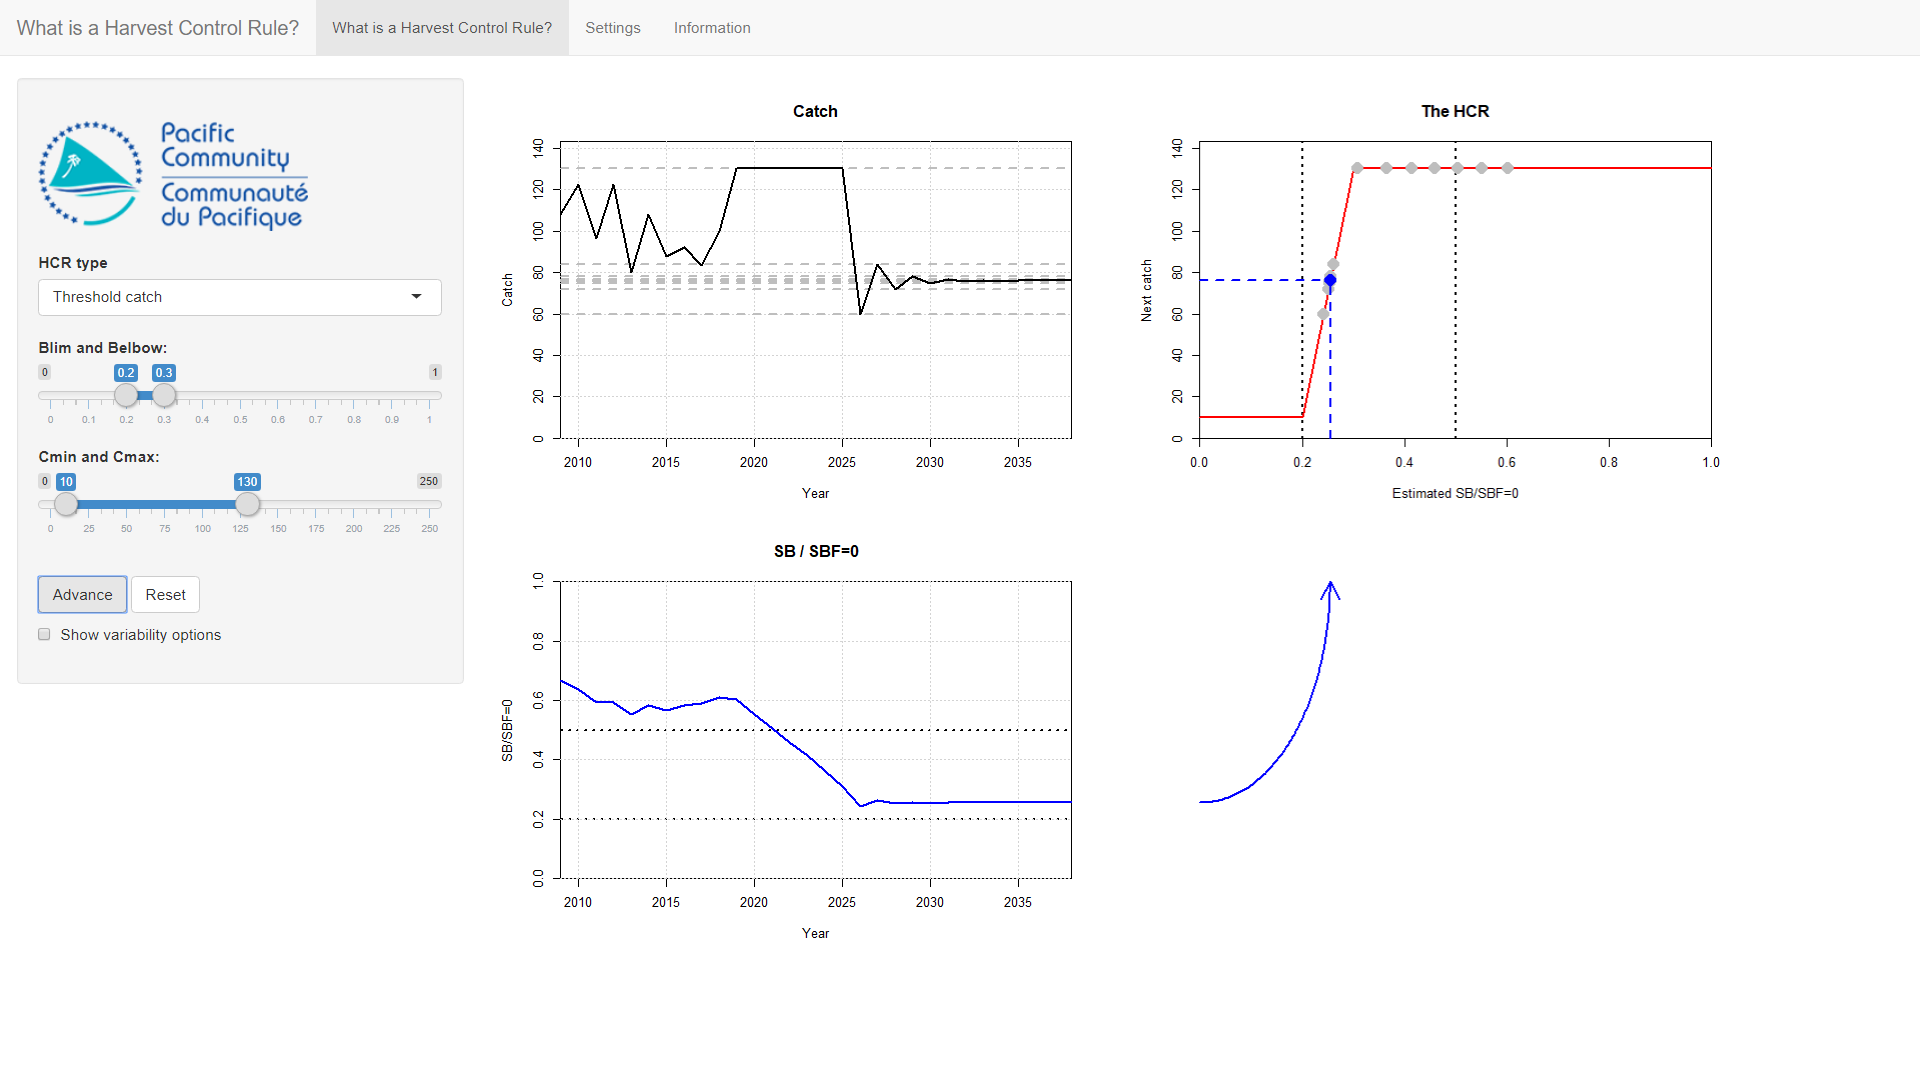 What is a Harvest Control Rule?
What is a Harvest Control Rule?
Settings
Information
Pacific
Community
Communauté
du Pacifique
HCR type
Threshold catch
Blim and Belbow:
0 0.2 0.3 1
0 0.1 0.2 0.3 0.4 0.5 0.6 0.7 0.8 0.9 1
Cmin and Cmax:
0 10 130 250
0 25 50 75 100 125 150 175 200 225 250
Advance
Reset
Show variability options
Catch
Catch
0 20 40 60 80 100 120 140
2010 2015 2020 2025 2030 2035
Year
The HCR
Next catch
0 20 40 60 80 100 120 140
0.0 0.2 0.4 0.6 0.8 1.0
Estimated SB/SBF=0
SB / SBF=0
SB/SBF=0
0.0 0.2 0.4 0.6 0.8 1.0
2010 2015 2020 2025 2030 2035
Year